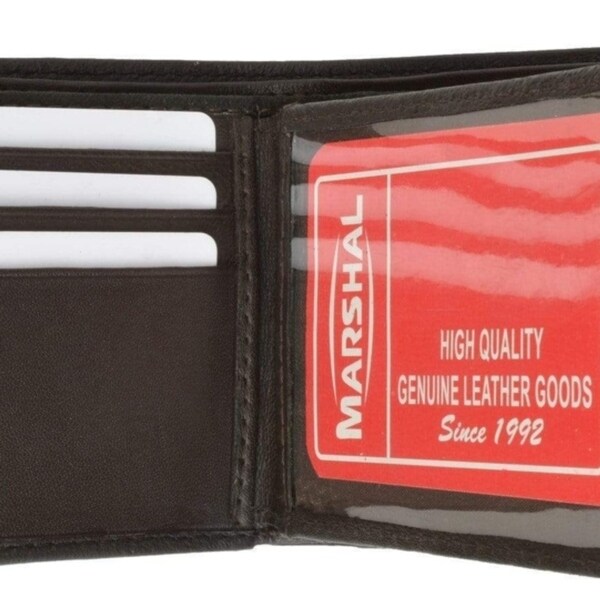 MARSHAL
HIGH QUALITY
GENUINE LEATHER GOODS
Since 1992